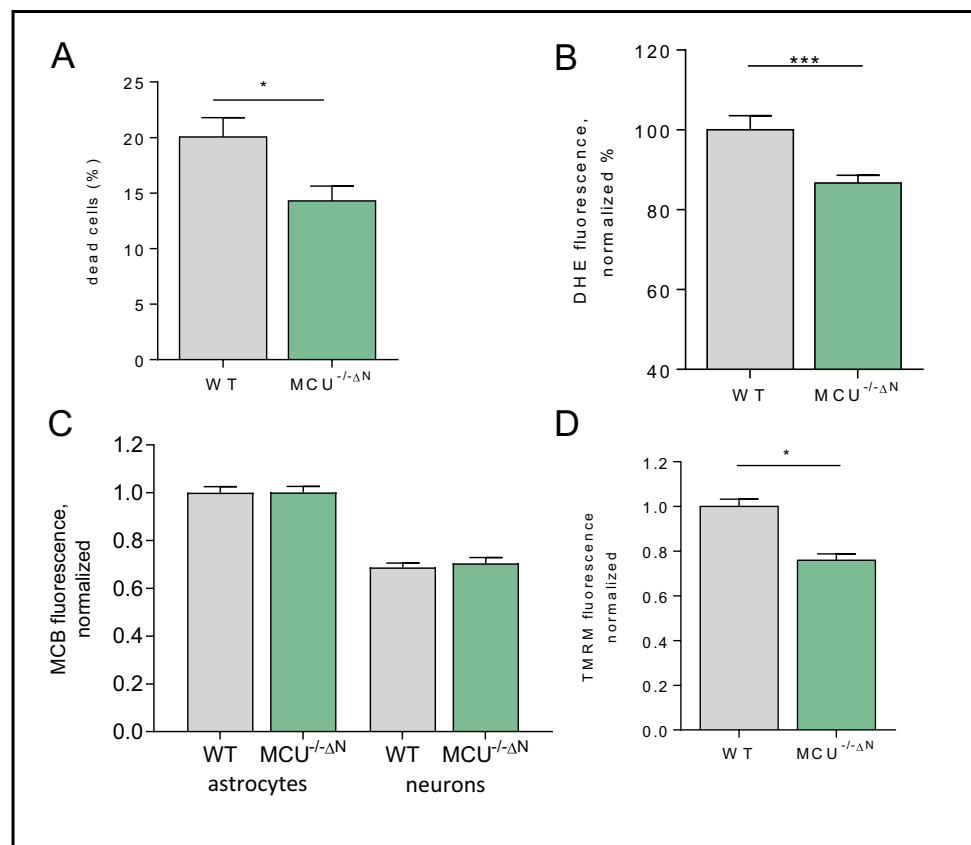 A
dead cells (%)
25
20
15
10
5
0
*
WT
MCU-/-ΔN
B
DHE fluorescence,
normalized %
120
100
80
60
40
***
WT
MCU-/-ΔN
C
MCB fluorescence,
normalized
1.2
1.0
0.8
0.6
0.4
0.2
0.0
WT MCU-/-ΔN WT MCU-/-ΔN
astrocytes neurons
D
TMRM fluorescence
normalized
1.2
1.0
0.8
0.6
0.4
0.2
0.0
*
WT
MCU-/-ΔN